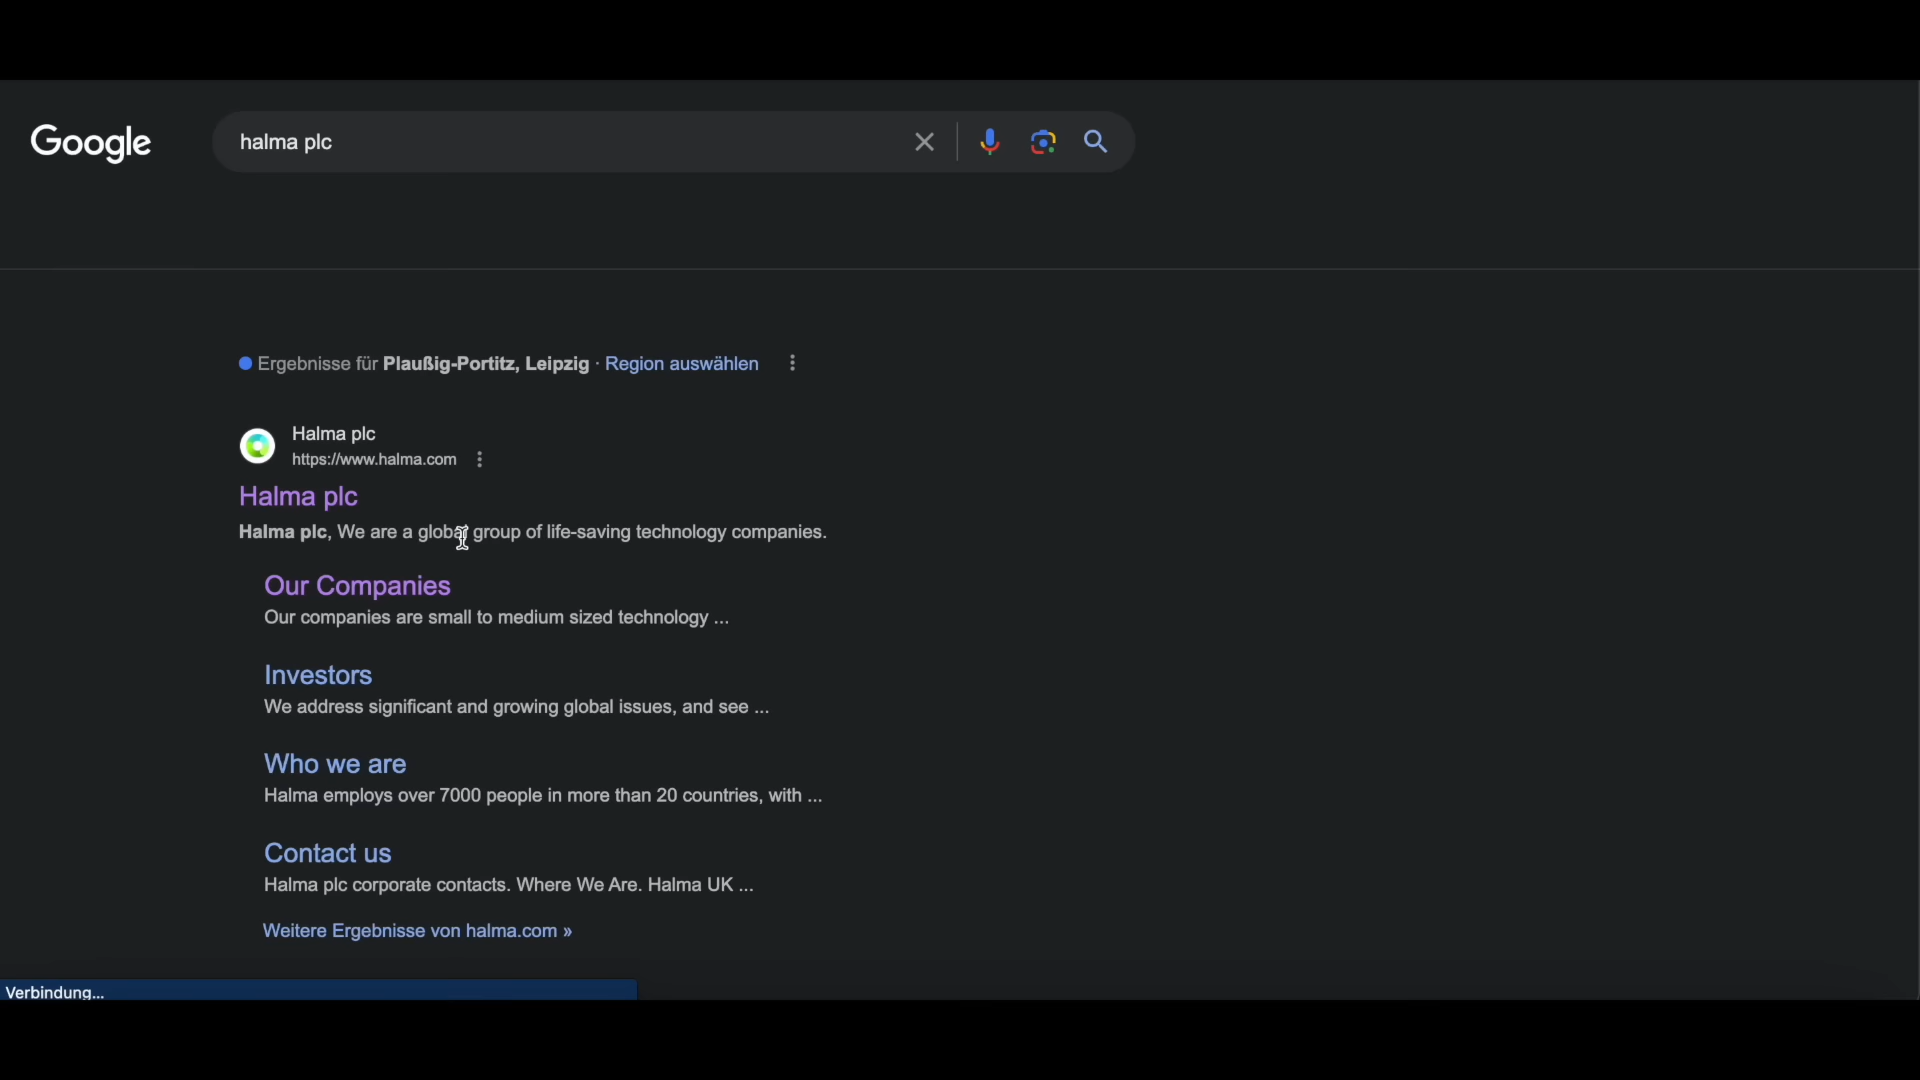 Google
halma plc
Ergebnisse für Plaußig-Portitz, Leipzig · Region auswählen
Halma plc
https://www.halma.com
Halma plc
Halma plc, We are a global group of life-saving technology companies.
Our Companies
Our companies are small to medium sized technology ...
Investors
We address significant and growing global issues, and see ...
Who we are
Halma employs over 7000 people in more than 20 countries, with ...
Contact us
Halma plc corporate contacts. Where We Are. Halma UK ...
Weitere Ergebnisse von halma.com »
Verbindung...